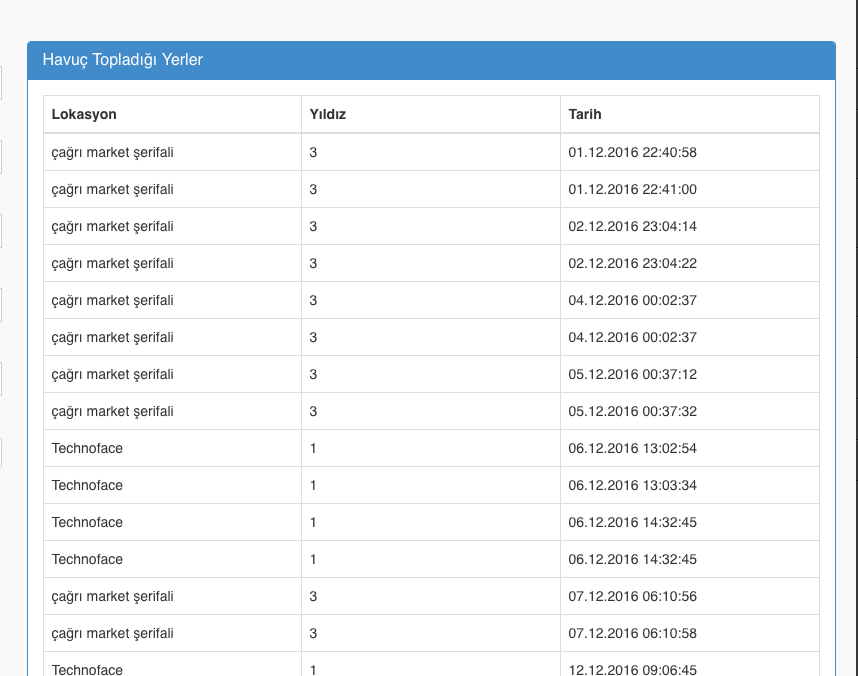 Havuç Topladığı Yerler
Lokasyon Yıldız Tarih
çağrı market şerifali 3 01.12.2016 22:40:58
çağrı market şerifali 3 01.12.2016 22:41:00
çağrı market şerifali 3 02.12.2016 23:04:14
çağrı market şerifali 3 02.12.2016 23:04:22
çağrı market şerifali 3 04.12.2016 00:02:37
çağrı market şerifali 3 04.12.2016 00:02:37
çağrı market şerifali 3 05.12.2016 00:37:12
çağrı market şerifali 3 05.12.2016 00:37:32
Technoface 1 06.12.2016 13:02:54
Technoface 1 06.12.2016 13:03:34
Technoface 1 06.12.2016 14:32:45
Technoface 1 06.12.2016 14:32:45
çağrı market şerifali 3 07.12.2016 06:10:56
çağrı market şerifali 3 07.12.2016 06:10:58
Technoface 1 12.12.2016 09:06:45